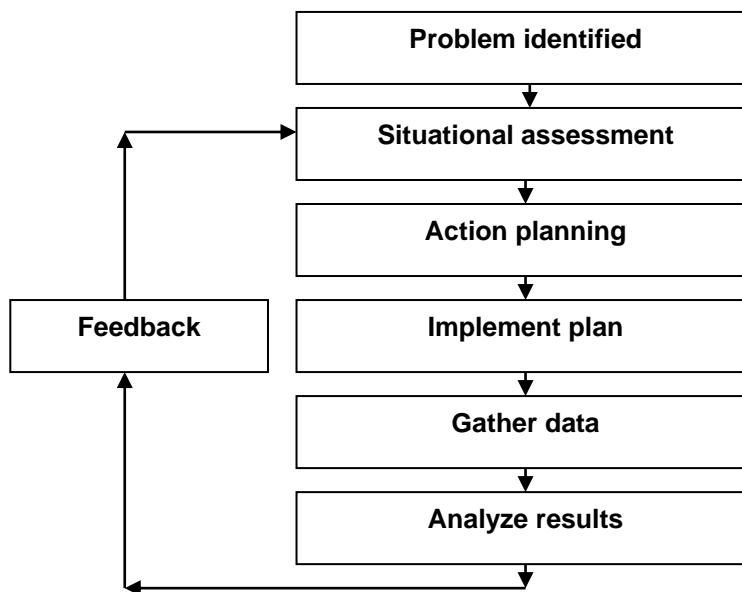 Problem identified
Situational assessment
Action planning
Feedback
Implement plan
Gather data
Analyze results